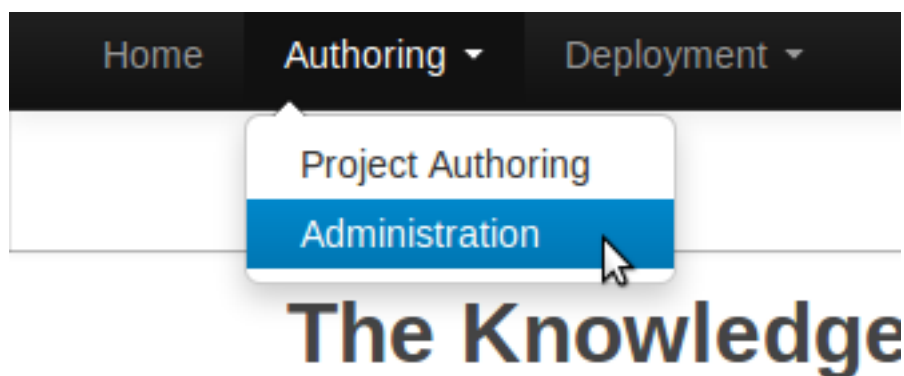 Home Authoring Deployment
Project Authoring
Administration
The Knowledge